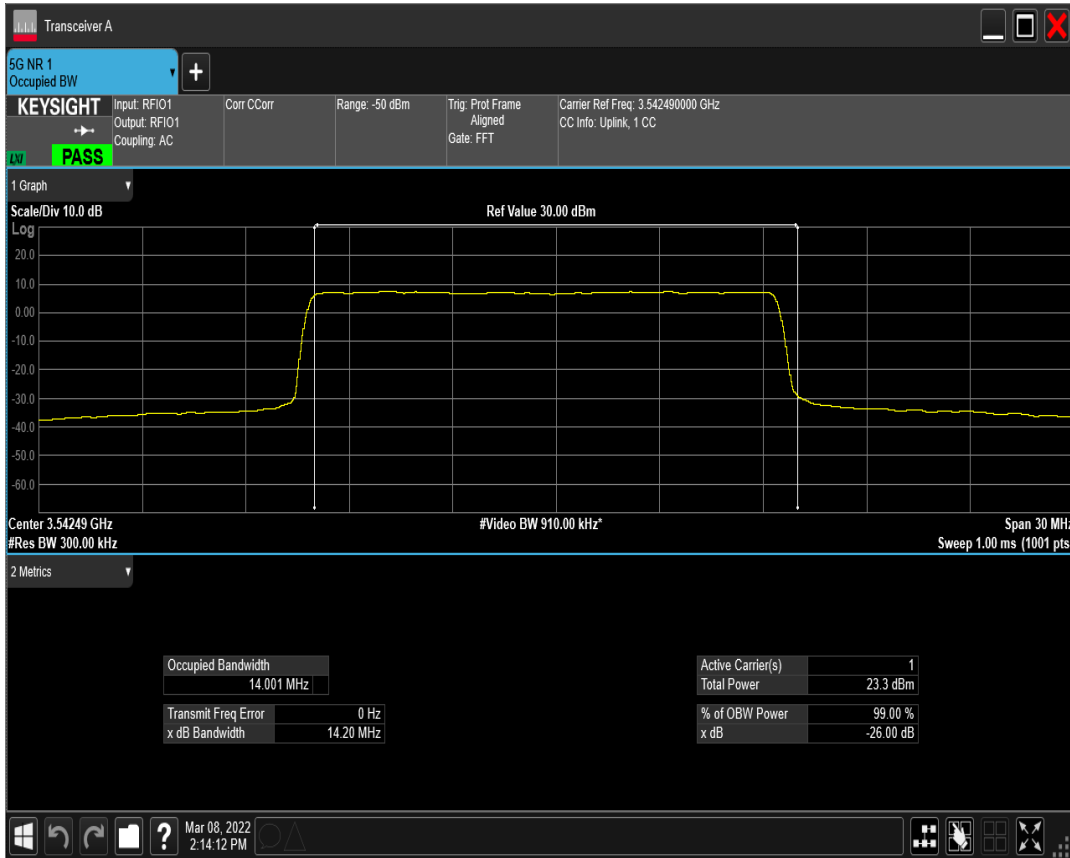 Transceiver A
5G NR 1
Occupied BW
KEYSIGHT
LXI
PASS
Input: RFIO1
Output: RFIO1
Coupling: AC
Corr CCorr
Range: -50 dBm
Trig: Prot Frame
Aligned
Gate: FFT
Carrier Ref Freq: 3.542490000 GHz
CC Info: Uplink, 1 CC
1 Graph
Scale/Div 10.0 dB
Ref Value 30.00 dBm
Log
20.0
10.0
0.00
-10.0
-20.0
-30.0
-40.0
-50.0
-60.0
Center 3.54249 GHz
#Video BW 910.00 kHz*
Span 30 MHz
#Res BW 300.00 kHz
Sweep 1.00 ms (1001 pts
2 Metrics
Occupied Bandwidth
14.001 MHz
Transmit Freq Error 0 Hz
x dB Bandwidth 14.20 MHz
Active Carrier(s) 1
Total Power 23.3 dBm
% of OBW Power 99.00 %
x dB -26.00 dB
?
Mar 08, 2022
2:14:12 PM